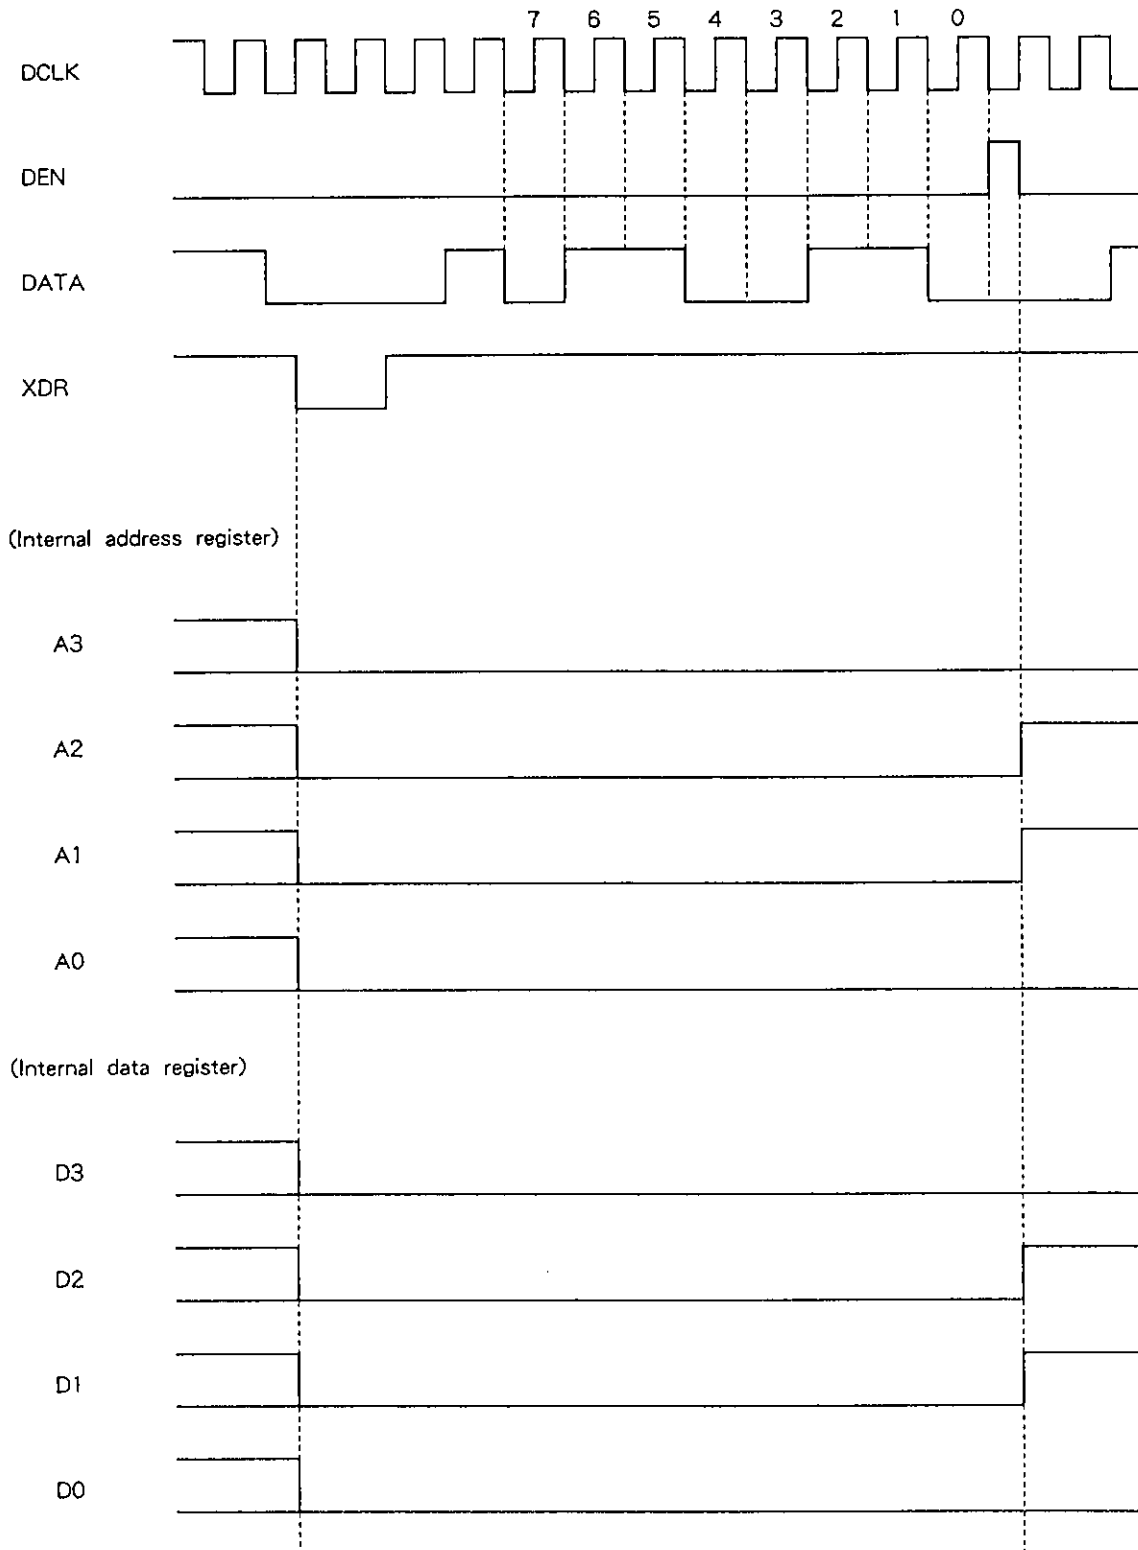 7 6 5 4 3 2 1 0
DCLK
DEN
DATA
XDR
(Internal address register)
A3
A2
A1
A0
(Internal data register)
D3
D2
D1
D0